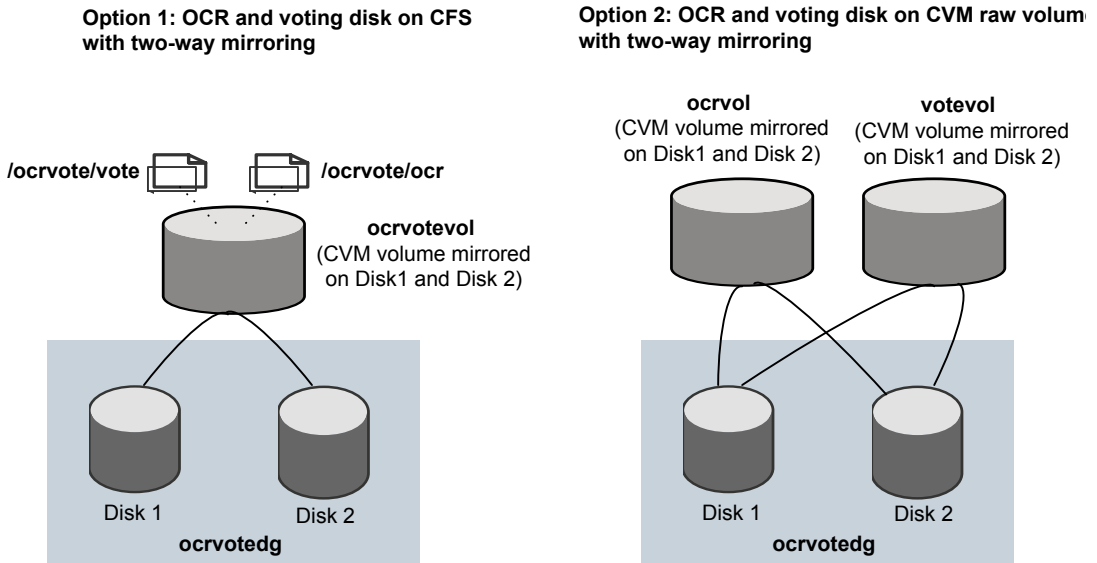 Option 1: OCR and voting disk on CFS
with two-way mirroring
/ocrvote/vote
/ocrvote/ocr
ocrvotevol
(CVM volume mirrored
on Disk1 and Disk 2)
Disk 1
Disk 2
ocrvotedg
Option 2: OCR and voting disk on CVM raw volum
with two-way mirroring
ocrvol
(CVM volume mirrored
on Disk1 and Disk 2)
votevol
(CVM volume mirrored
on Disk1 and Disk 2)
Disk 1
Disk 2
ocrvotedg